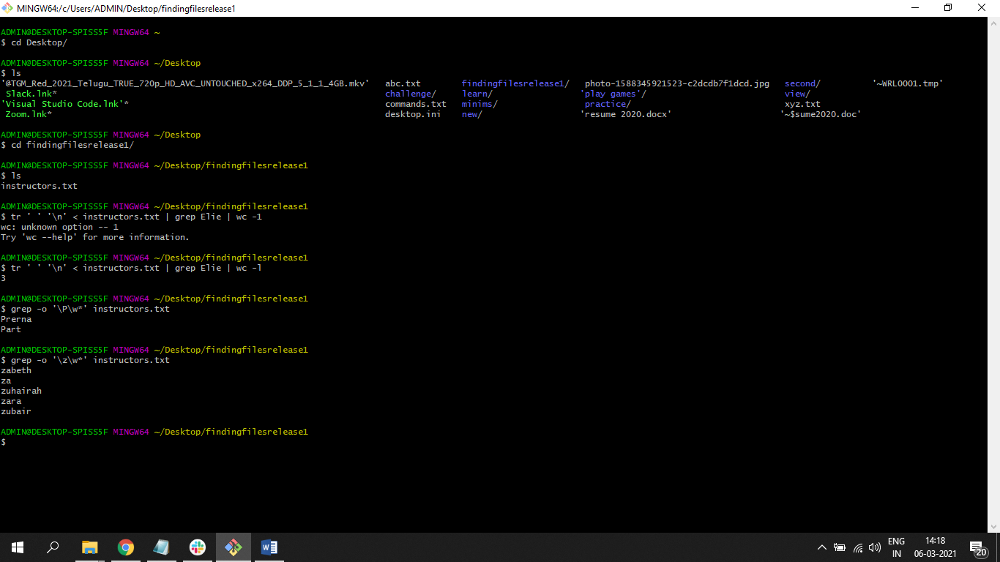 MINGW64:/c/Users/ADMIN/Desktop/findingfilesrelease1
ADMIN@DESKTOP-SPISS5F MINGW64 ~
$ cd Desktop/
ADMIN@DESKTOP-SPISS5F MINGW64 ~/Desktop
$ ls
'@TGM_Red_2021_Telugu_TRUE_720p_HD_AVC_UNTOUCHED_x264_DDP_5_1_1_4GB.mkv' abc.txt findingfilesrelease1/ photo-1588345921523-c2dcdb7f1dcd.jpg second/ '~WRL0001.tmp'
Slack.lnk* challenge/ learn/ 'play games'/ view/
'Visual Studio Code.lnk'* commands.txt minims/ practice/ xyz.txt
Zoom.lnk* desktop.ini new/ 'resume 2020.docx' '~$sume2020.doc'
ADMIN@DESKTOP-SPISS5F MINGW64 ~/Desktop
$ cd findingfilesrelease1/
ADMIN@DESKTOP-SPISS5F MINGW64 ~/Desktop/findingfilesrelease1
$ ls
instructors.txt
ADMIN@DESKTOP-SPISS5F MINGW64 ~/Desktop/findingfilesrelease1
$ tr ' ' '\n' < instructors.txt | grep Elie | wc -1
wc: unknown option -- 1
Try 'wc --help' for more information.
ADMIN@DESKTOP-SPISS5F MINGW64 ~/Desktop/findingfilesrelease1
$ tr ' ' '\n' < instructors.txt | grep Elie | wc -l
3
ADMIN@DESKTOP-SPISS5F MINGW64 ~/Desktop/findingfilesrelease1
$ grep -o '\P\w*' instructors.txt
Prerna
Part
ADMIN@DESKTOP-SPISS5F MINGW64 ~/Desktop/findingfilesrelease1
$ grep -o '\z\w*' instructors.txt
zabeth
za
zuhairah
zara
zubair
ADMIN@DESKTOP-SPISS5F MINGW64 ~/Desktop/findingfilesrelease1
$
ENG
IN
14:18
06-03-2021
20